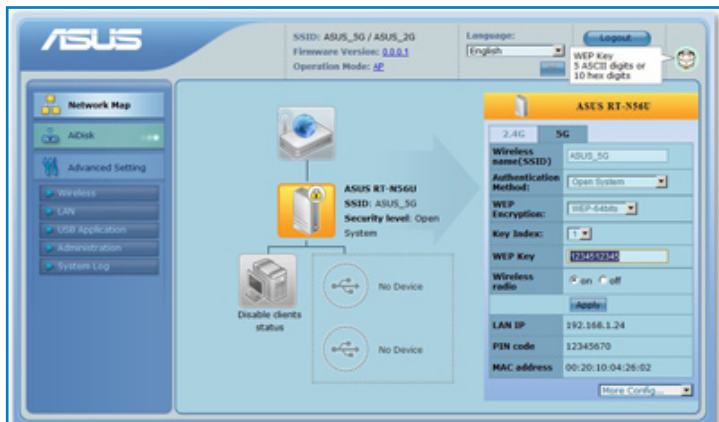 ASUS
SSID: ASUS_5G / ASUS_2G
Firmware Version: 0.0.0.1
Operation Mode: AP
Language:
English
Logout
WEP Key
5 ASCII digits or
10 hex digits
Network Map
AiDisk
Advanced Setting
Wireless
LAN
USB Application
Administration
System Log
ASUS RT-N56U
SSID: ASUS_5G
Security level: Open
System
Disable clients
status
No Device
No Device
ASUS RT-N56U
2.4G 5G
Wireless
name(SSID) ASUS_5G
Authentication
Method: Open System
WEP
Encryption: WEP-64bits
Key Index: 1
WEP Key 1234512345
Wireless
radio on off
Apply
LAN IP 192.168.1.24
PIN code 12345670
MAC address 00:20:10:04:26:02
More Config...